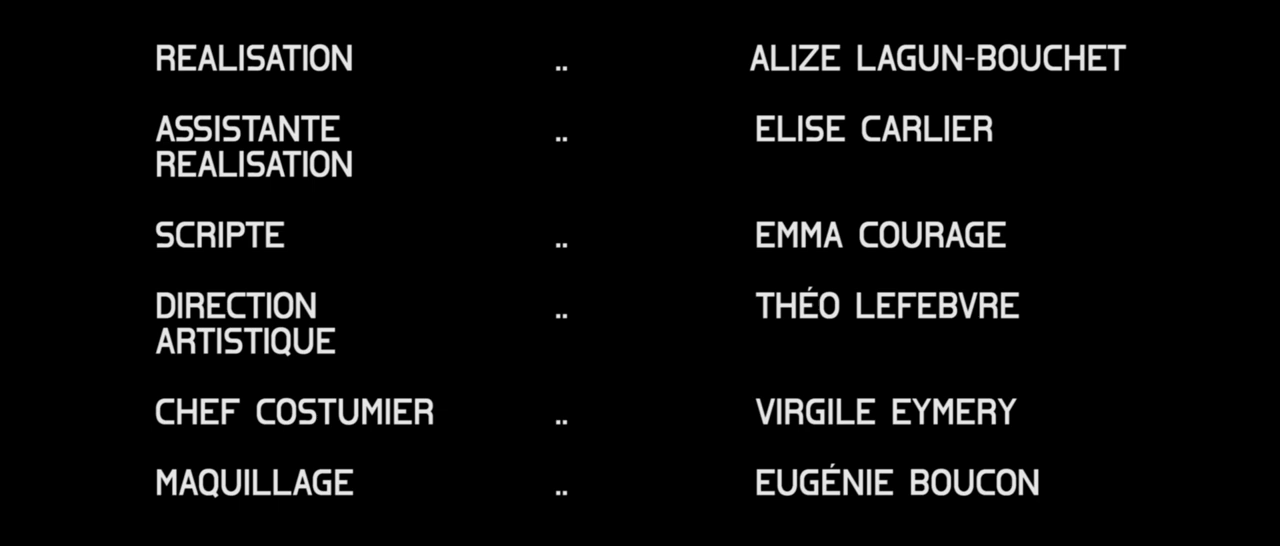 REALISATION .. ALIZE LAGUN-BOUCHET
ASSISTANTE .. ELISE CARLIER
REALISATION
SCRIPTE .. EMMA COURAGE
DIRECTION .. THÉO LEFEBVRE
ARTISTIQUE
CHEF COSTUMIER .. VIRGILE EYMERY
MAQUILLAGE .. EUGÉNIE BOUCON